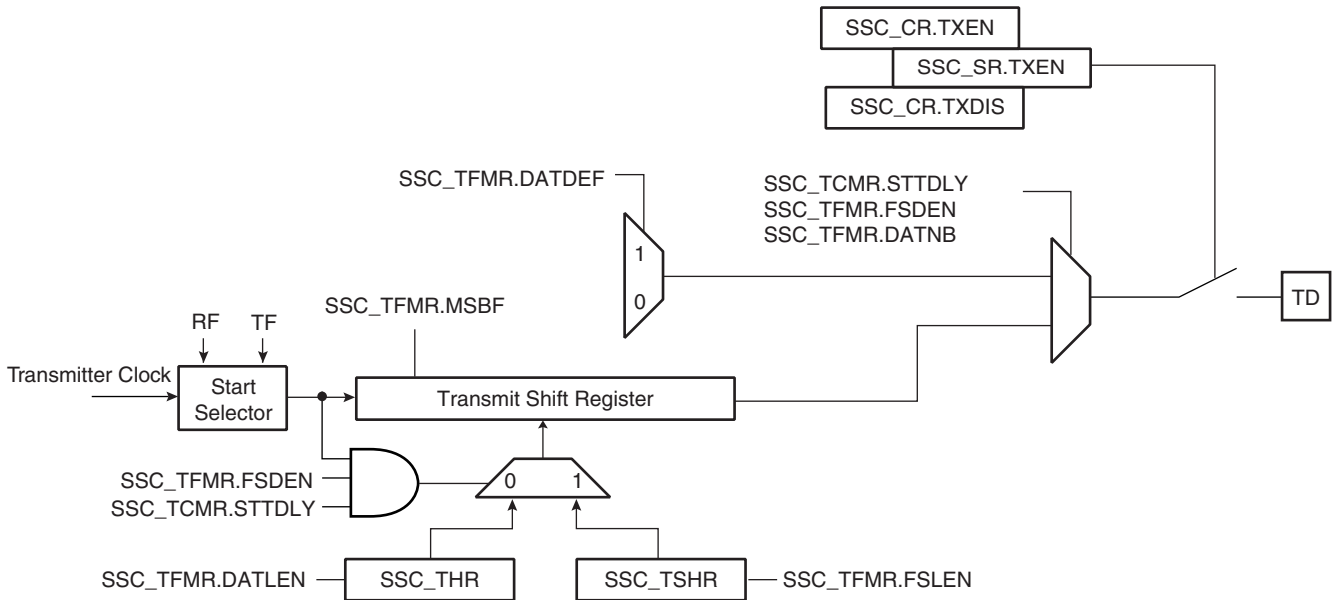 SSC_CR.TXEN
SSC_SR.TXEN
SSC_CR.TXDIS
SSC_TFMR.DATDEF
SSC_TCMR.STTDLY
SSC_TFMR.FSDEN
SSC_TFMR.DATNB
1
0
TD
SSC_TFMR.MSBF
RF
TF
Transmitter Clock
Start
Selector
Transmit Shift Register
SSC_TFMR.FSDEN
SSC_TCMR.STTDLY
0
1
SSC_TFMR.DATLEN
SSC_THR
SSC_TSHR
SSC_TFMR.FSLEN